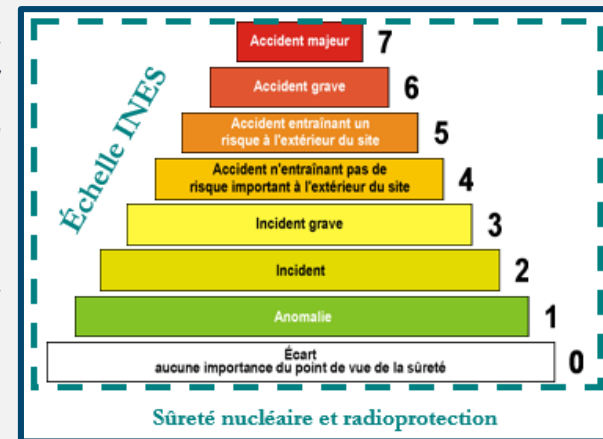 Échelle INES
Accident majeur 7
Accident grave 6
Accident entraînant un
risque à l'extérieur du site 5
Accident n'entraînant pas de
risque important à l'extérieur du site 4
Incident grave 3
Incident 2
Anomalie 1
Écart
aucune importance du point de vue de la sûreté 0
Sûreté nucléaire et radioprotection